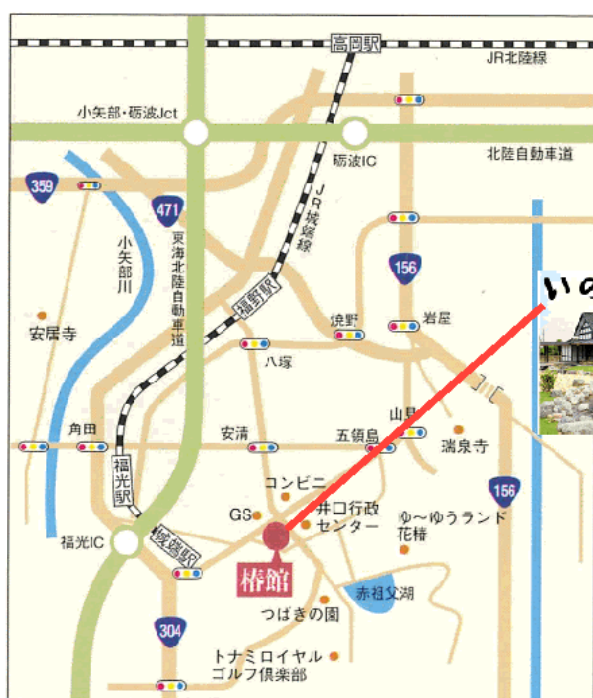 高岡駅
JR北陸線
小矢部・砺波Jct
砺波IC
北陸自動車道
359
471
JR城端線
小矢部川
東海北陸自動車道
156
いの
福野駅
安居寺
焼野
岩屋
八塚
山見
角田
安清
五領島
瑞泉寺
福光駅
コンビニ
156
GS
井口行政
センター
ゆ〜ゆうランド
花椿
福光IC
城端駅
椿館
赤祖父湖
つばきの園
304
トナミロイヤル
ゴルフ倶楽部